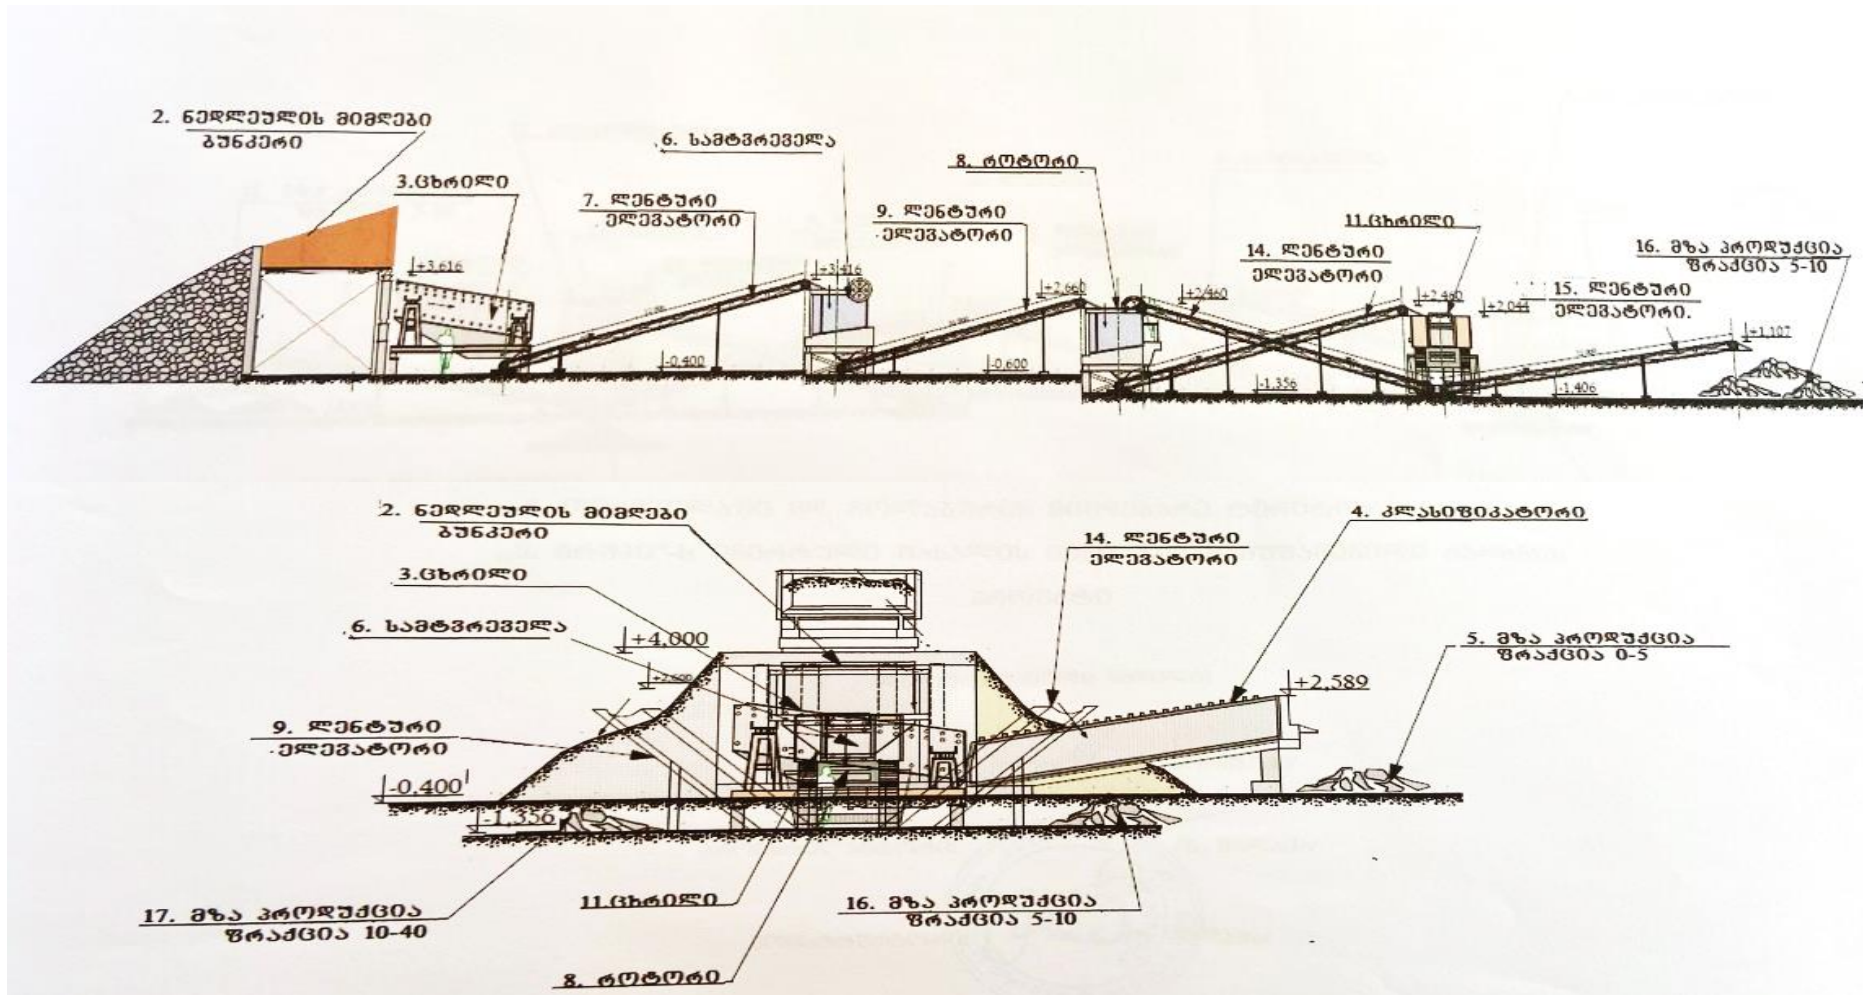 2. ნედლეულის მიმღები
ბუნკერი
3.ცხრილი
7. ლენტური
ელევატორი
6. სამტვრეველა
9. ლენტური
ელევატორი
8. როტორი
14. ლენტური
ელევატორი
11.ცხრილი
15. ლენტური
ელევატორი.
16. მზა პროდუქცია
ფრაქცია 5-10
+3,616
+3,416
+2,660
+2,460
+2,460
+2,044
+1,107
-0,400
-0,600
-1,356
-1,406
2. ნედლეულის მიმღები
ბუნკერი
3.ცხრილი
6. სამტვრეველა
9. ლენტური
ელევატორი
14. ლენტური
ელევატორი
4. კლასიფიკატორი
5. მზა პროდუქცია
ფრაქცია 0-5
+4,000
+2,589
-0,400
-1,356
17. მზა პროდუქცია
ფრაქცია 10-40
11.ცხრილი
16. მზა პროდუქცია
ფრაქცია 5-10
8. როტორი